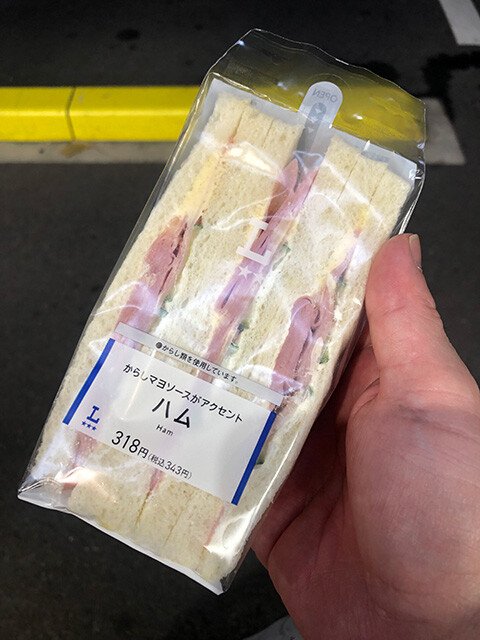 OPEN
L
●からし類を使用しています。
からしマヨソースがアクセント
ハム
Ham
L
318円(税込343円)